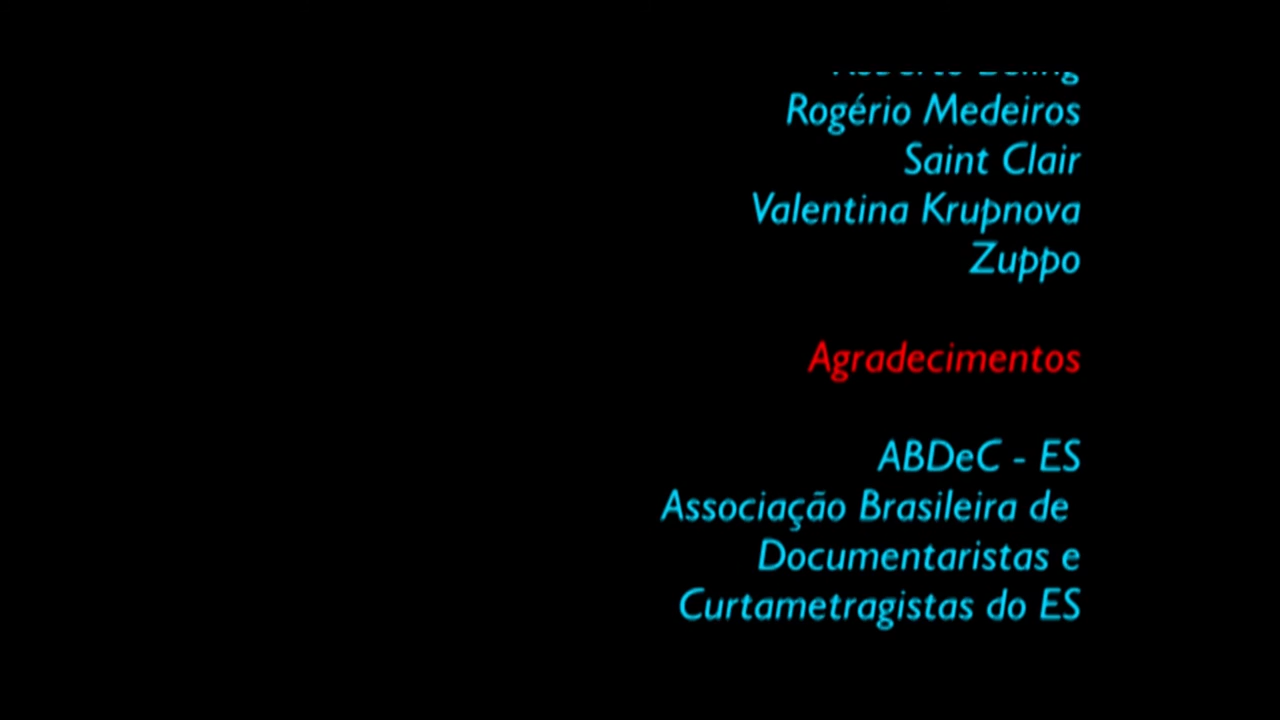 Rogério Medeiros
Saint Clair
Valentina Krupnova
Zuppo
Agradecimentos
ABDeC - ES
Associação Brasileira de
Documentaristas e
Curtametragistas do ES